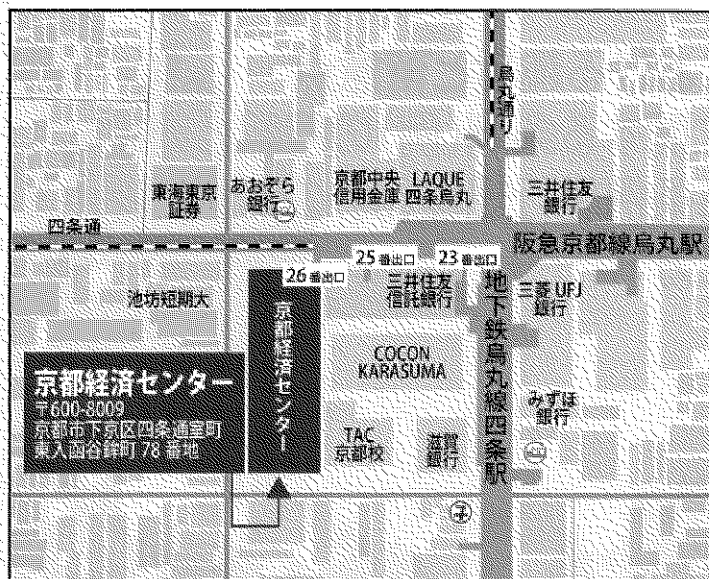 烏丸通り
東海東京
証券
あおぞら
銀行
京都中央
信用金庫
LAQUE
四条烏丸
三井住友
銀行
四条通
阪急京都線烏丸駅
25番出口
23番出口
26番出口
池坊短期大
京都経済センター
三井住友
信託銀行
地下鉄烏丸線四条駅
三菱UFJ
銀行
COCON
KARASUMA
京都経済センター
〒600-8009
京都市下京区四条通室町
東入函谷鉾町78番地
TAC
京都校
滋賀
銀行
みずほ
銀行